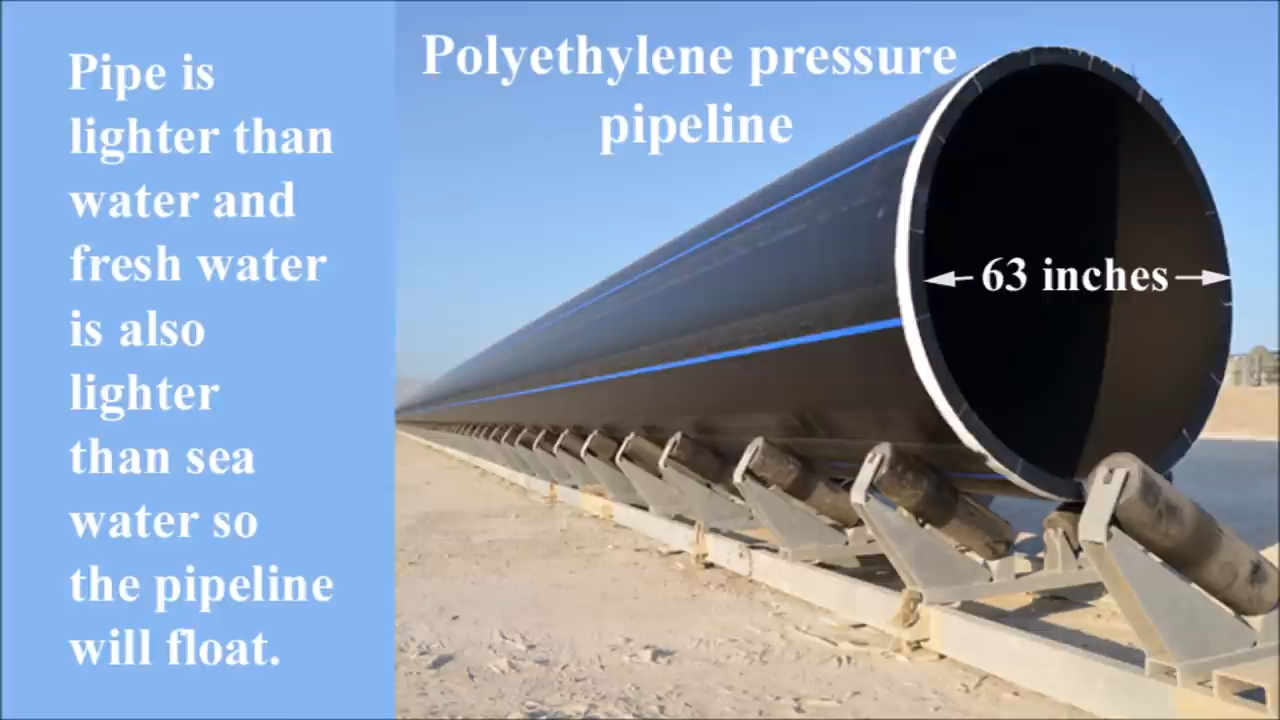 Pipe is
lighter than
water and
fresh water
is also
lighter
than sea
water so
the pipeline
will float.
Polyethylene pressure
pipeline
63 inches